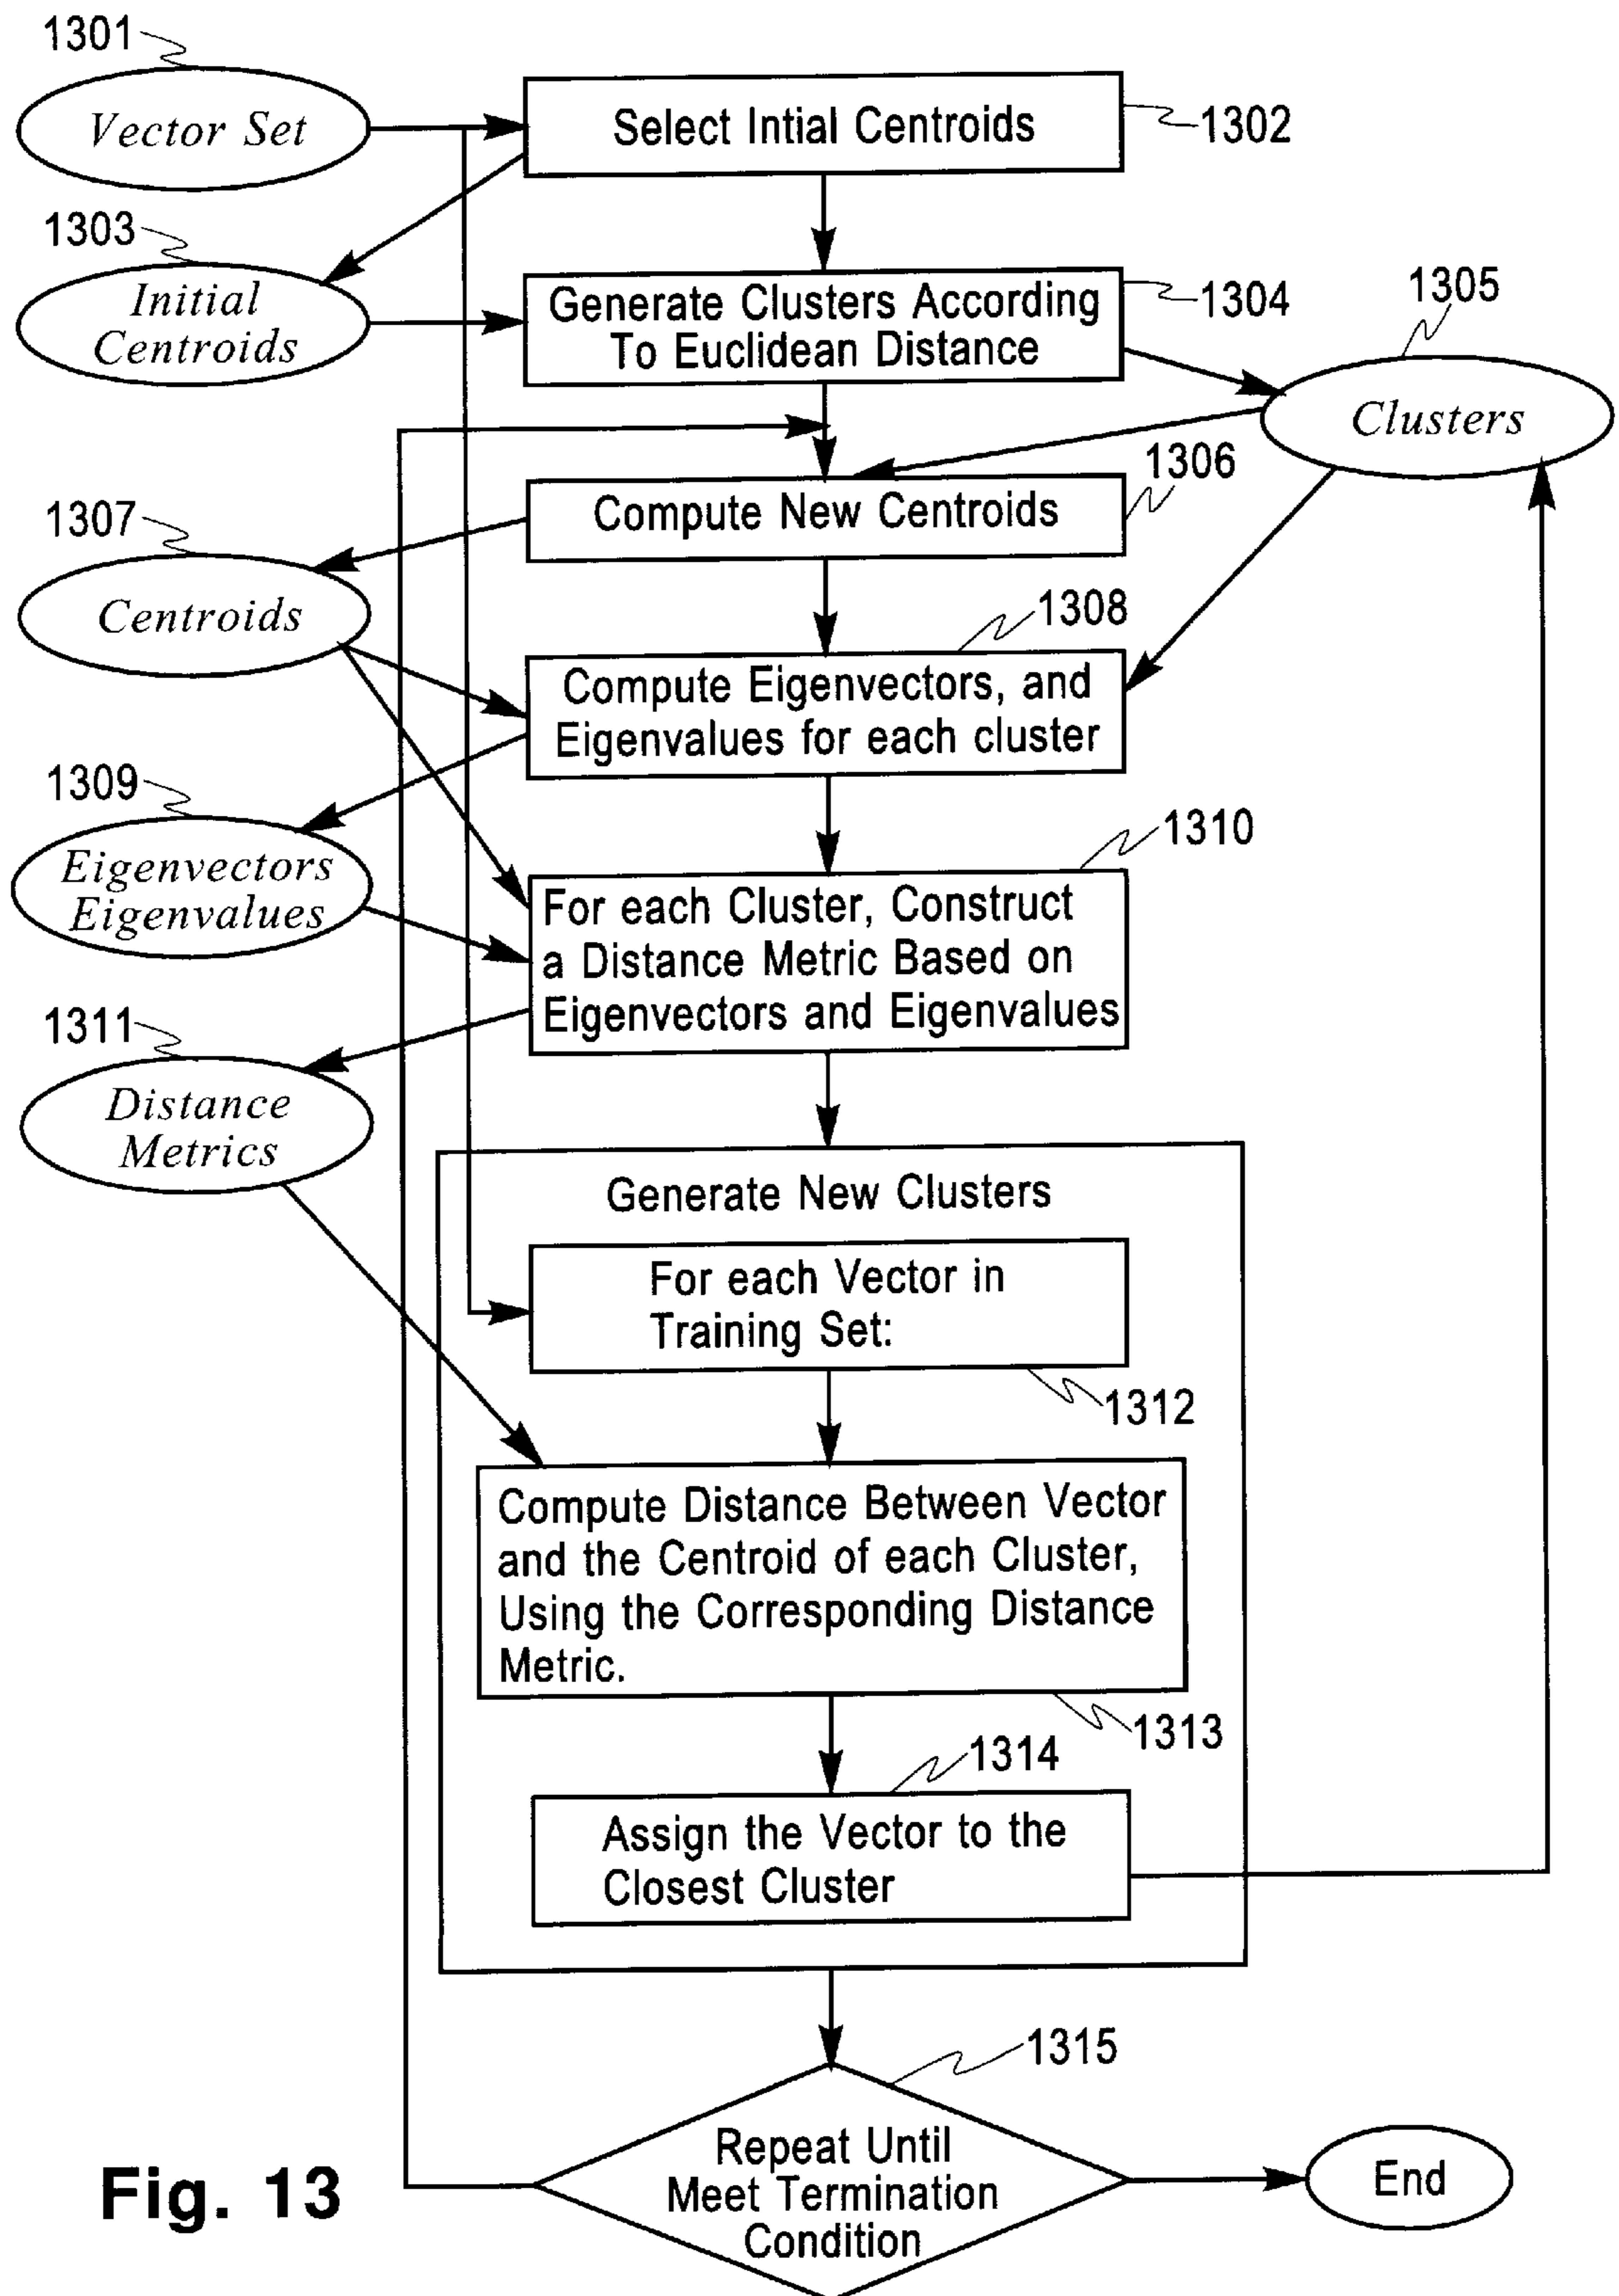 1301
Vector Set
Select Intial Centroids
1302
1303
Initial
Centroids
Generate Clusters According
To Euclidean Distance
1304
1305
Clusters
1306
Compute New Centroids
1307
Centroids
1308
Compute Eigenvectors, and
Eigenvalues for each cluster
1309
Eigenvectors
Eigenvalues
1310
For each Cluster, Construct
a Distance Metric Based on
Eigenvectors and Eigenvalues
1311
Distance
Metrics
Generate New Clusters
For each Vector in
Training Set:
1312
Compute Distance Between Vector
and the Centroid of each Cluster,
Using the Corresponding Distance
Metric.
1313
1314
Assign the Vector to the
Closest Cluster
1315
Repeat Until
Meet Termination
Condition
End
Fig. 13